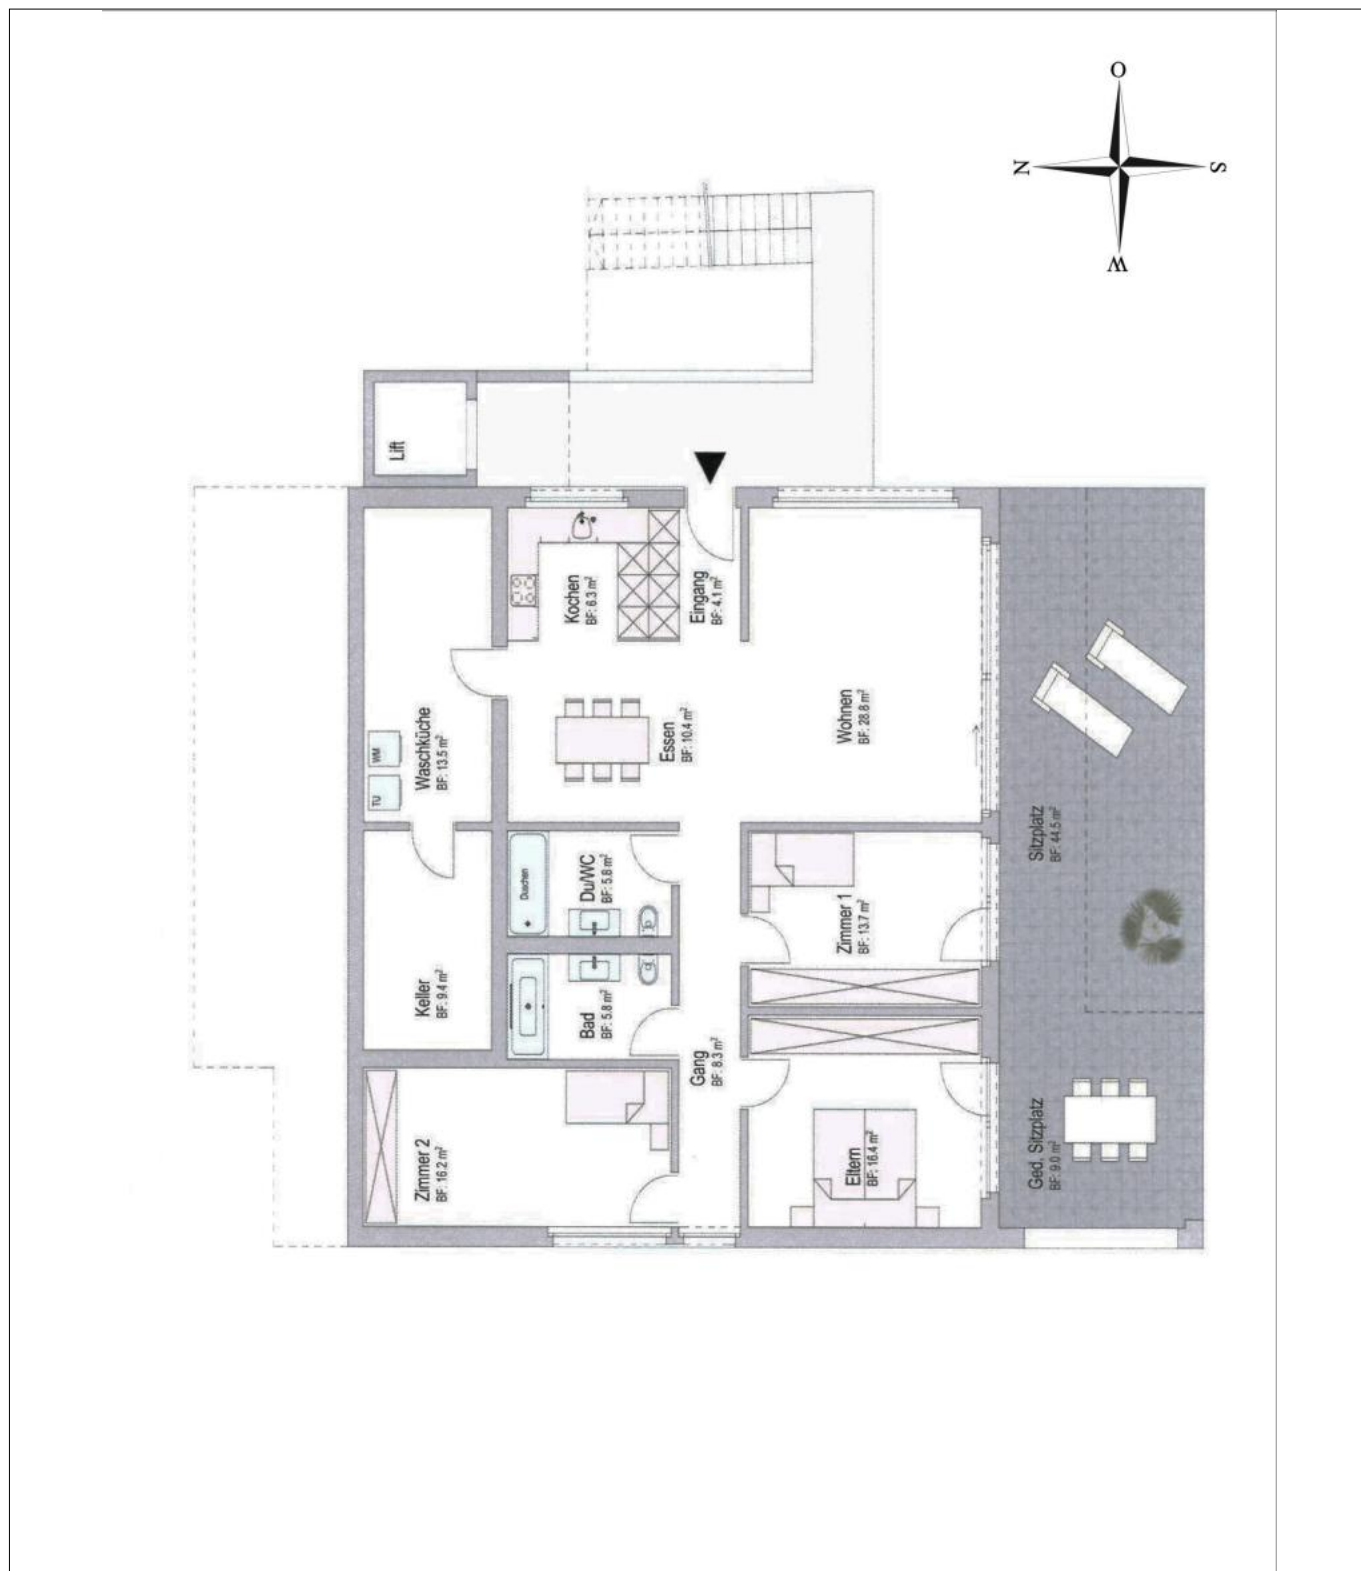 O
N
S
W
Lift
Kochen
BF: 6.3 m²
Eingang
BF: 4.1 m²
Waschküche
BF: 13.5 m²
WM
TU
Essen
BF: 10.4 m²
Wohnen
BF: 28.8 m²
Sitzplatz
BF: 44.5 m²
Duschen
Du/WC
BF: 5.8 m²
Zimmer 1
BF: 13.7 m²
Keller
BF: 9.4 m²
Bad
BF: 5.8 m²
Gang
BF: 8.3 m²
Zimmer 2
BF: 16.2 m²
Eltern
BF: 16.4 m²
Ged. Sitzplatz
BF: 9.0 m²